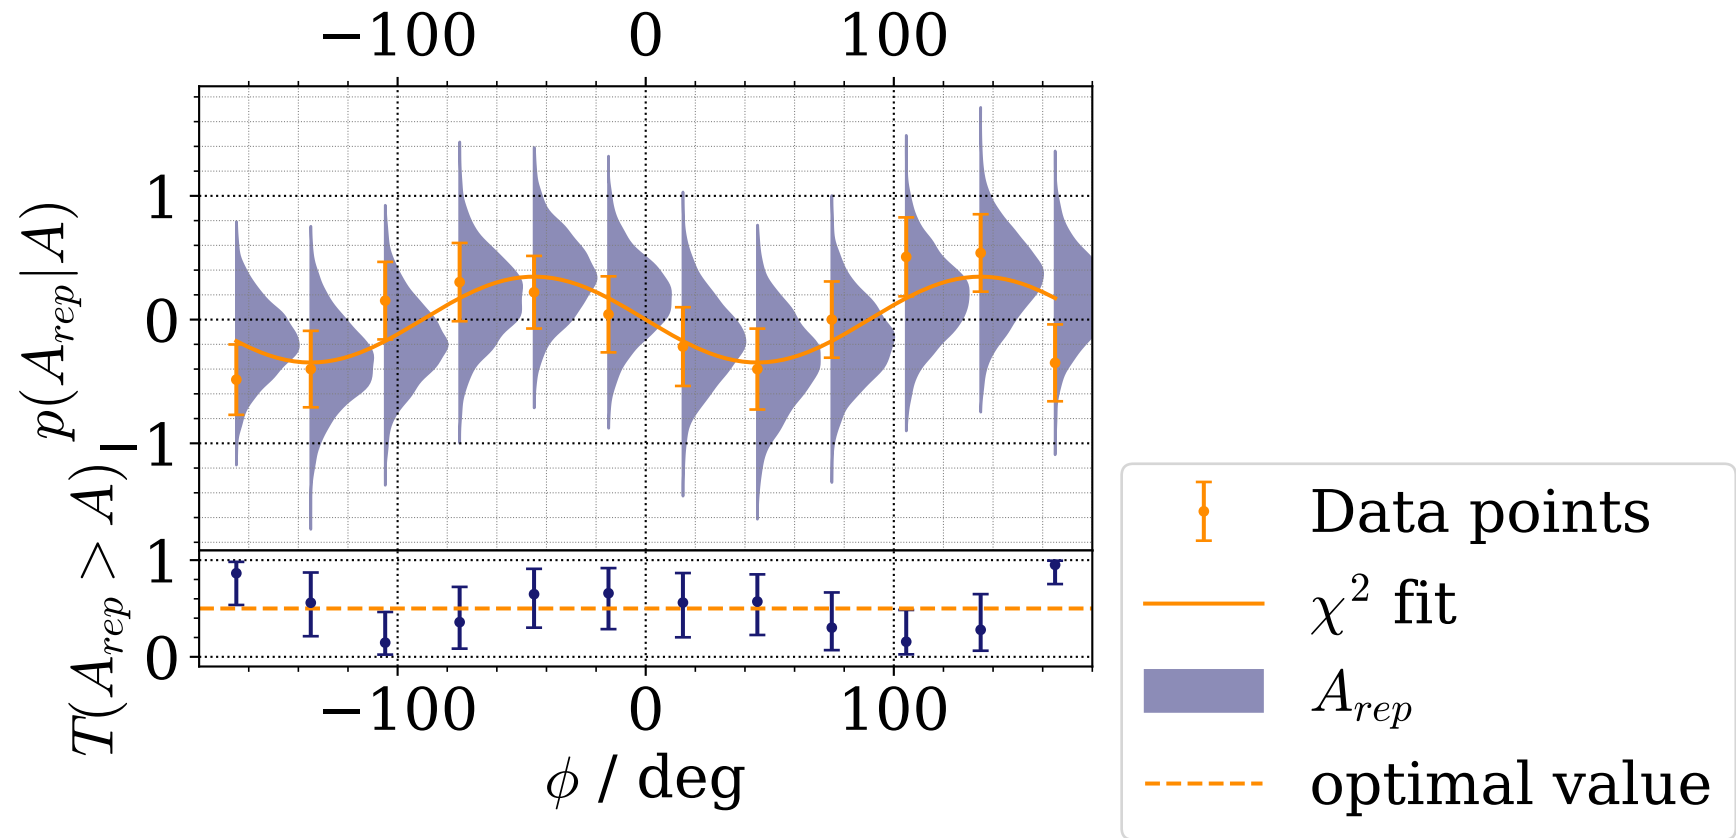 −100 0 100
p(A_rep|A)
1
0
−1
T(A_rep > A)
1
0
−100 0 100
ϕ / deg
Data points
χ² fit
A_rep
optimal value